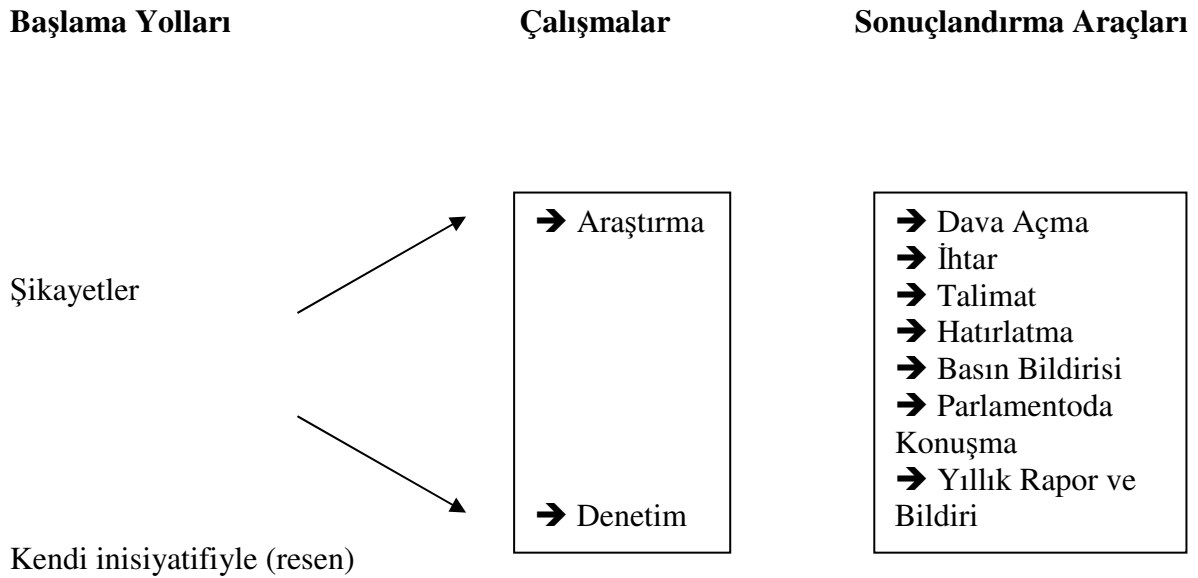 Başlama Yolları Çalışmalar Sonuçlandırma Araçları
Şikayetler
Kendi inisiyatifiyle (resen)
➔ Araştırma
➔ Denetim
➔ Dava Açma
➔ İhtar
➔ Talimat
➔ Hatırlatma
➔ Basın Bildirisi
➔ Parlamentoda
Konuşma
➔ Yıllık Rapor ve
Bildiri